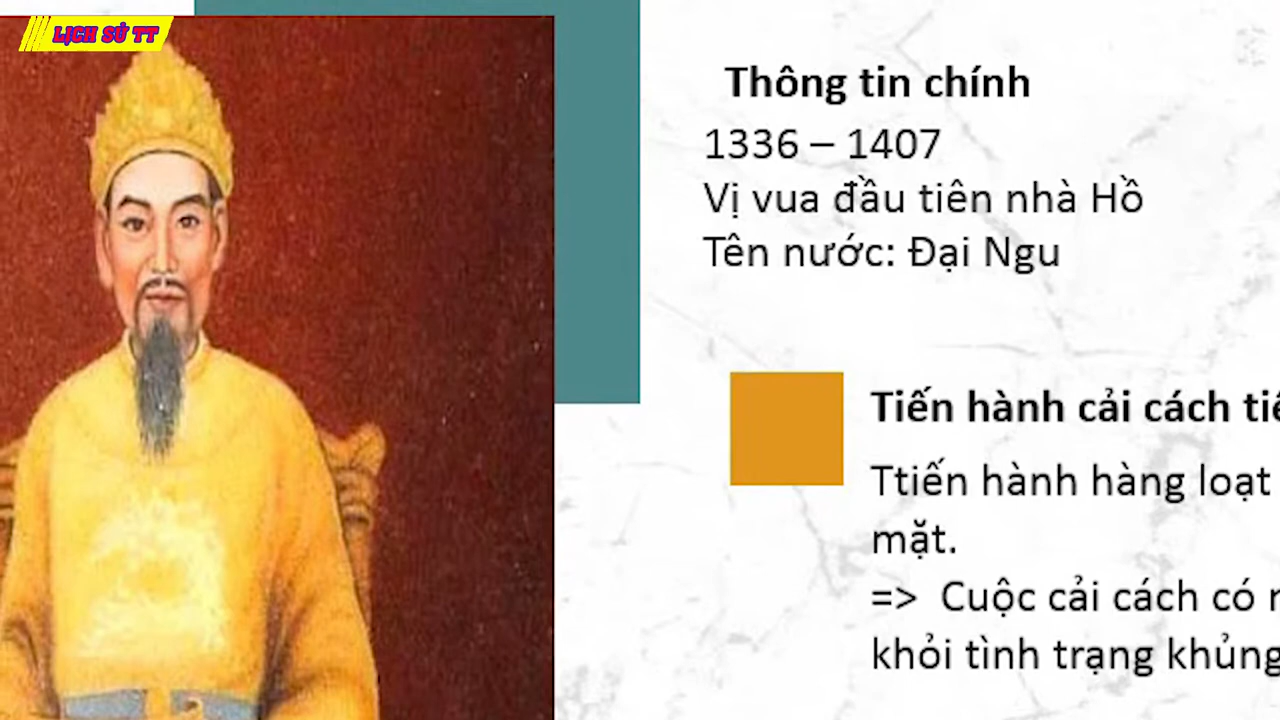 LỊCH SỬ TT
Thông tin chính
1336 – 1407
Vị vua đầu tiên nhà Hồ
Tên nước: Đại Ngu
Tiến hành cải cách
Ttiến hành hàng loạt
mặt.
=> Cuộc cải cách có
khỏi tình trạng khủng